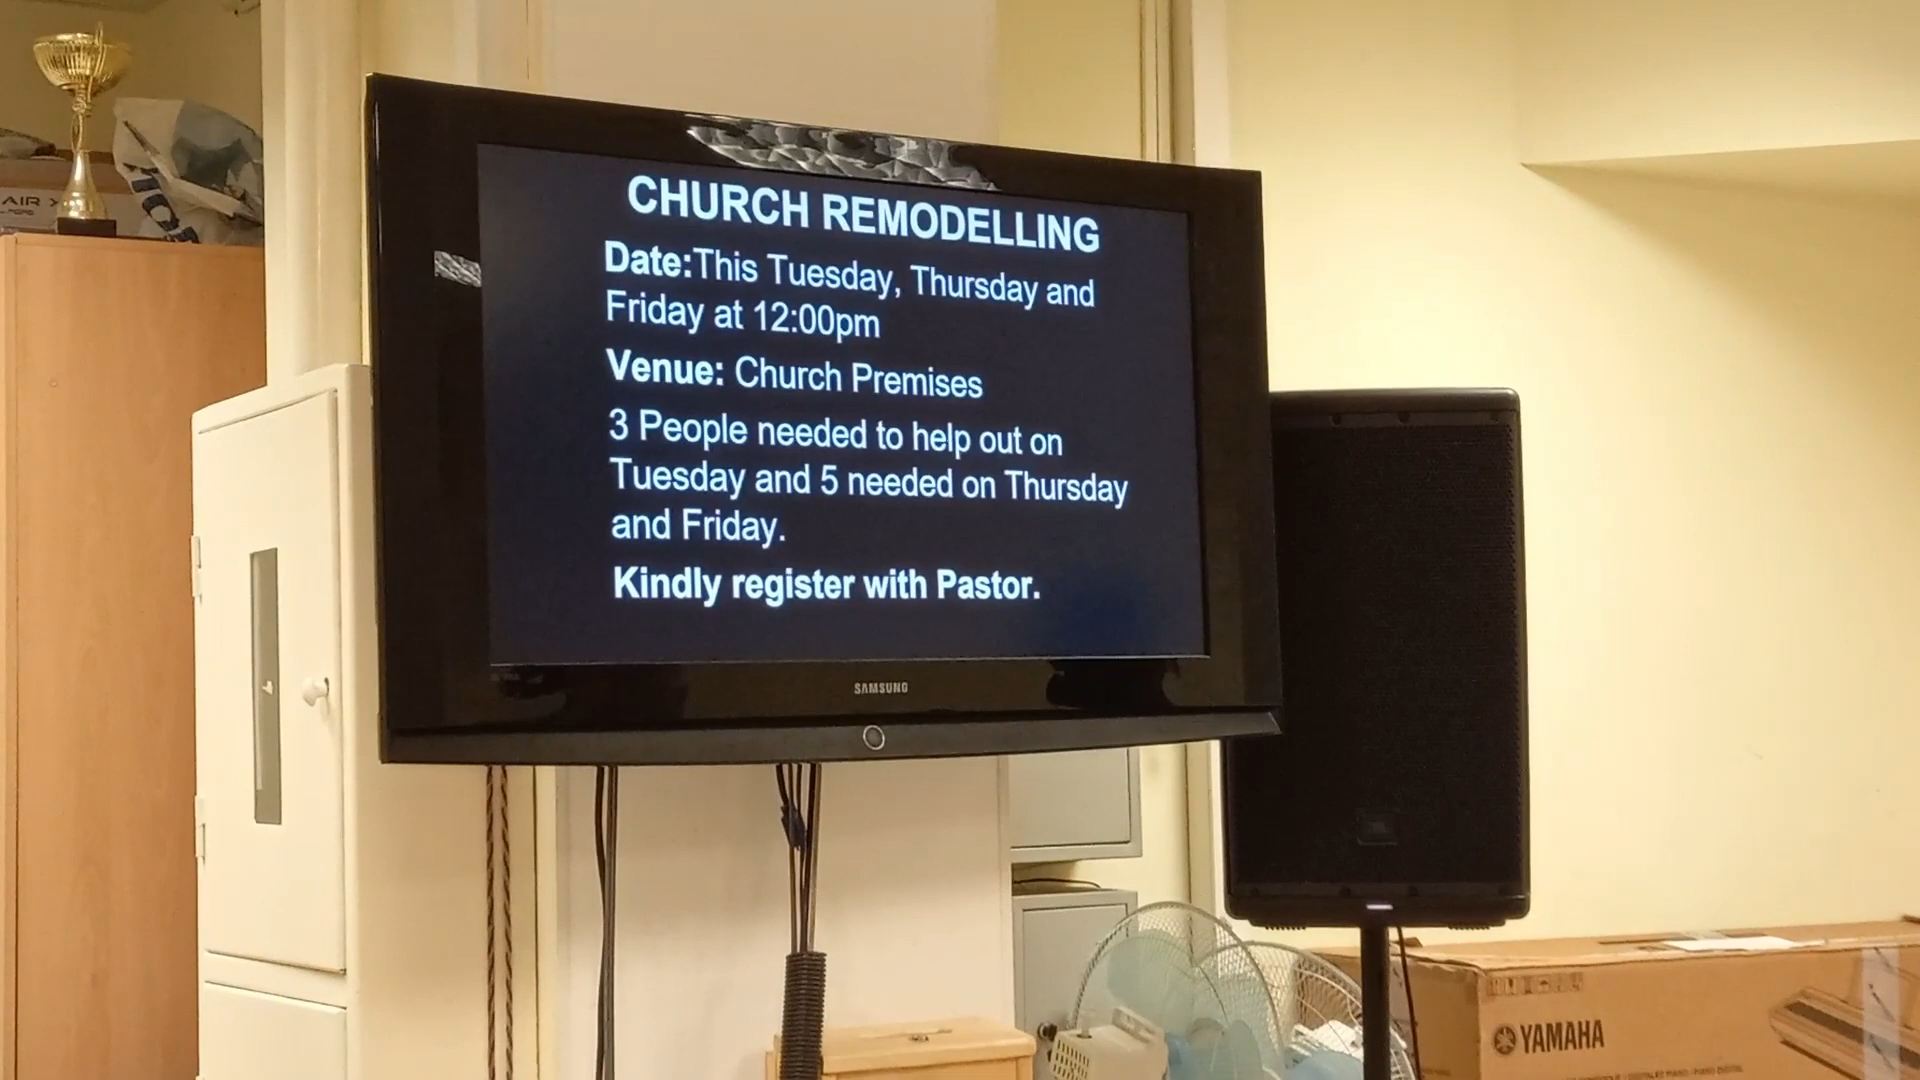 AIR
CHURCH REMODELLING
Date:This Tuesday, Thursday and
Friday at 12:00pm
Venue: Church Premises
3 People needed to help out on
Tuesday and 5 needed on Thursday
and Friday.
Kindly register with Pastor.
SAMSUNG
YAMAHA